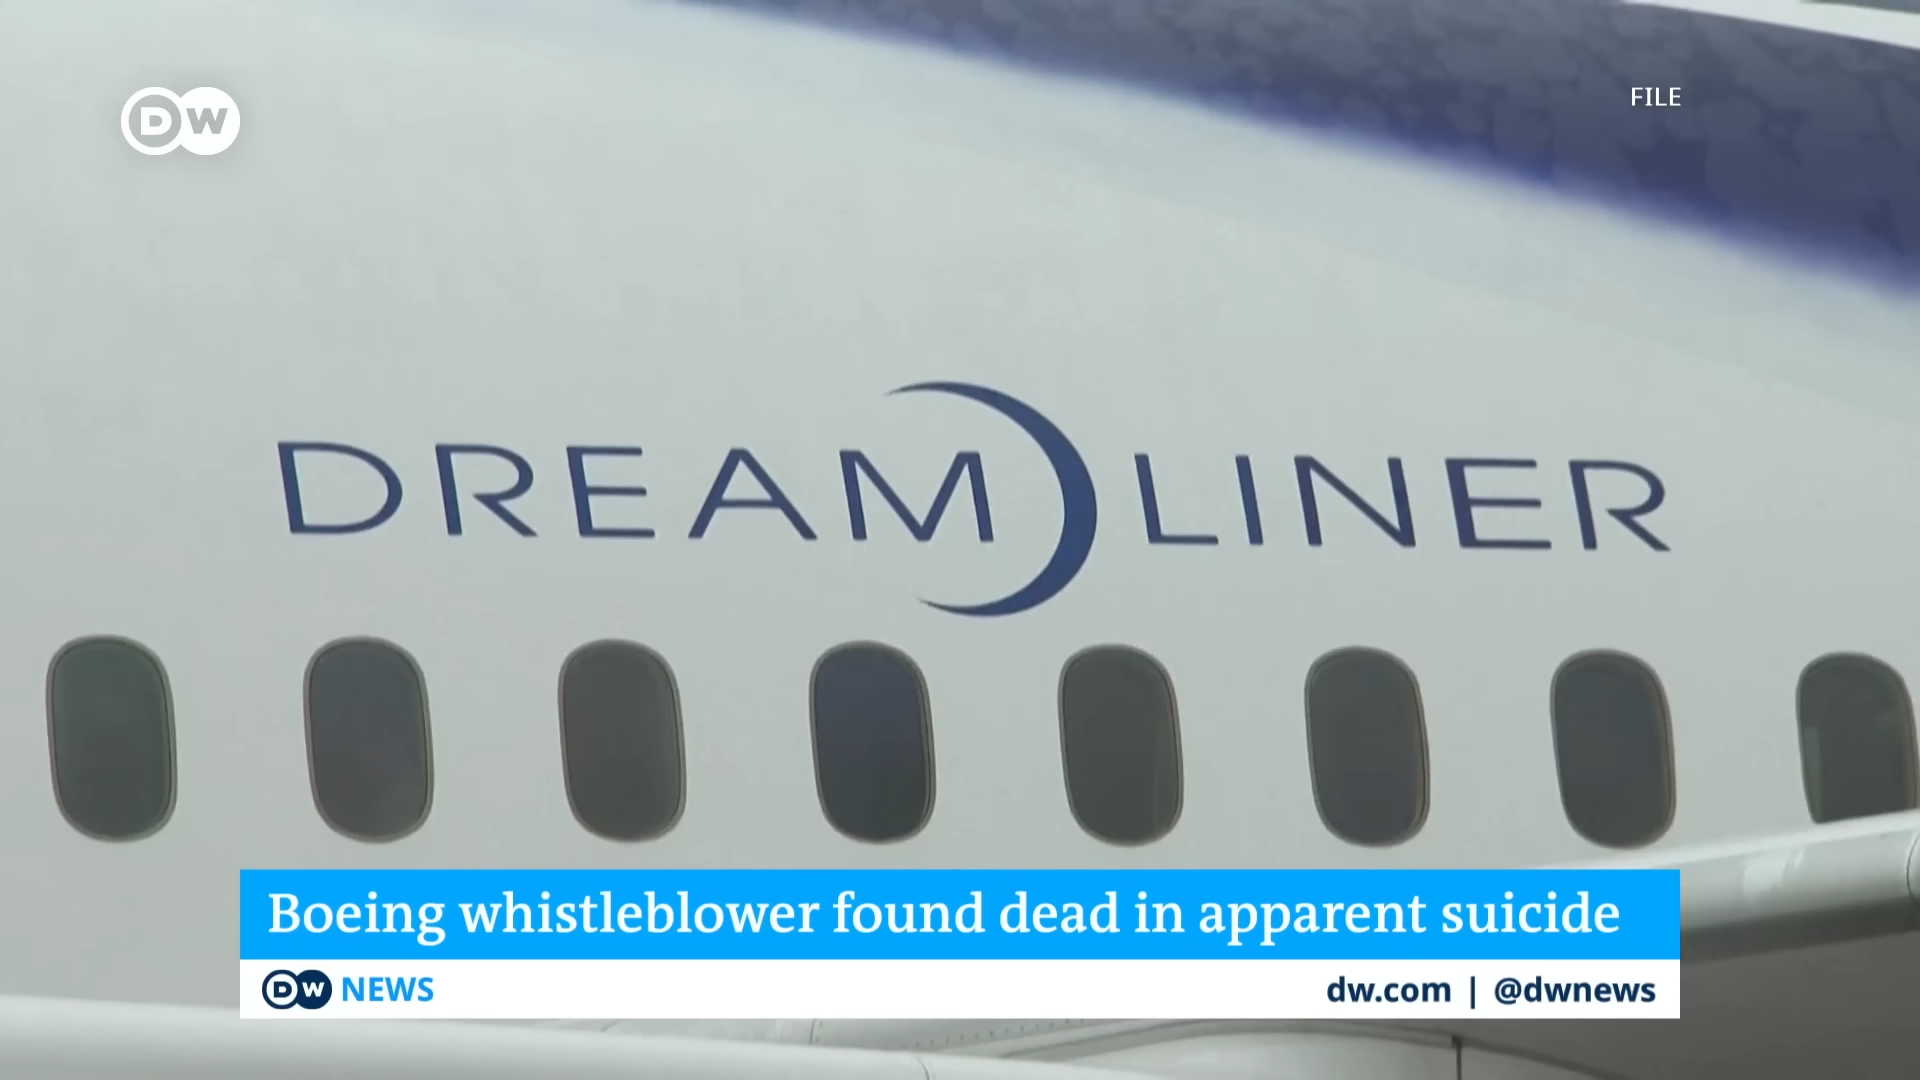 DW
FILE
DREAMLINER
Boeing whistleblower found dead in apparent suicide
DW NEWS
dw.com | @dwnews